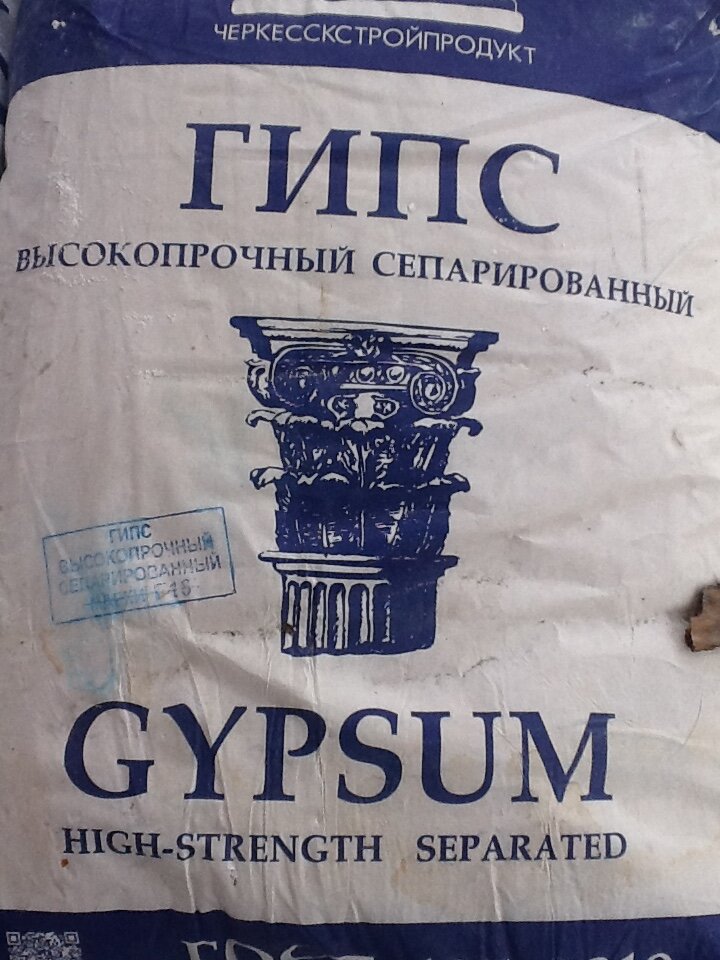 ЧЕРКЕССКСТРОЙПРОДУКТ
ГИПС
ВЫСОКОПРОЧНЫЙ СЕПАРИРОВАННЫЙ
ГИПС
ВЫСОКОПРОЧНЫЙ
СЕПАРИРОВАННЫЙ
GYPSUM
HIGH-STRENGTH SEPARATED